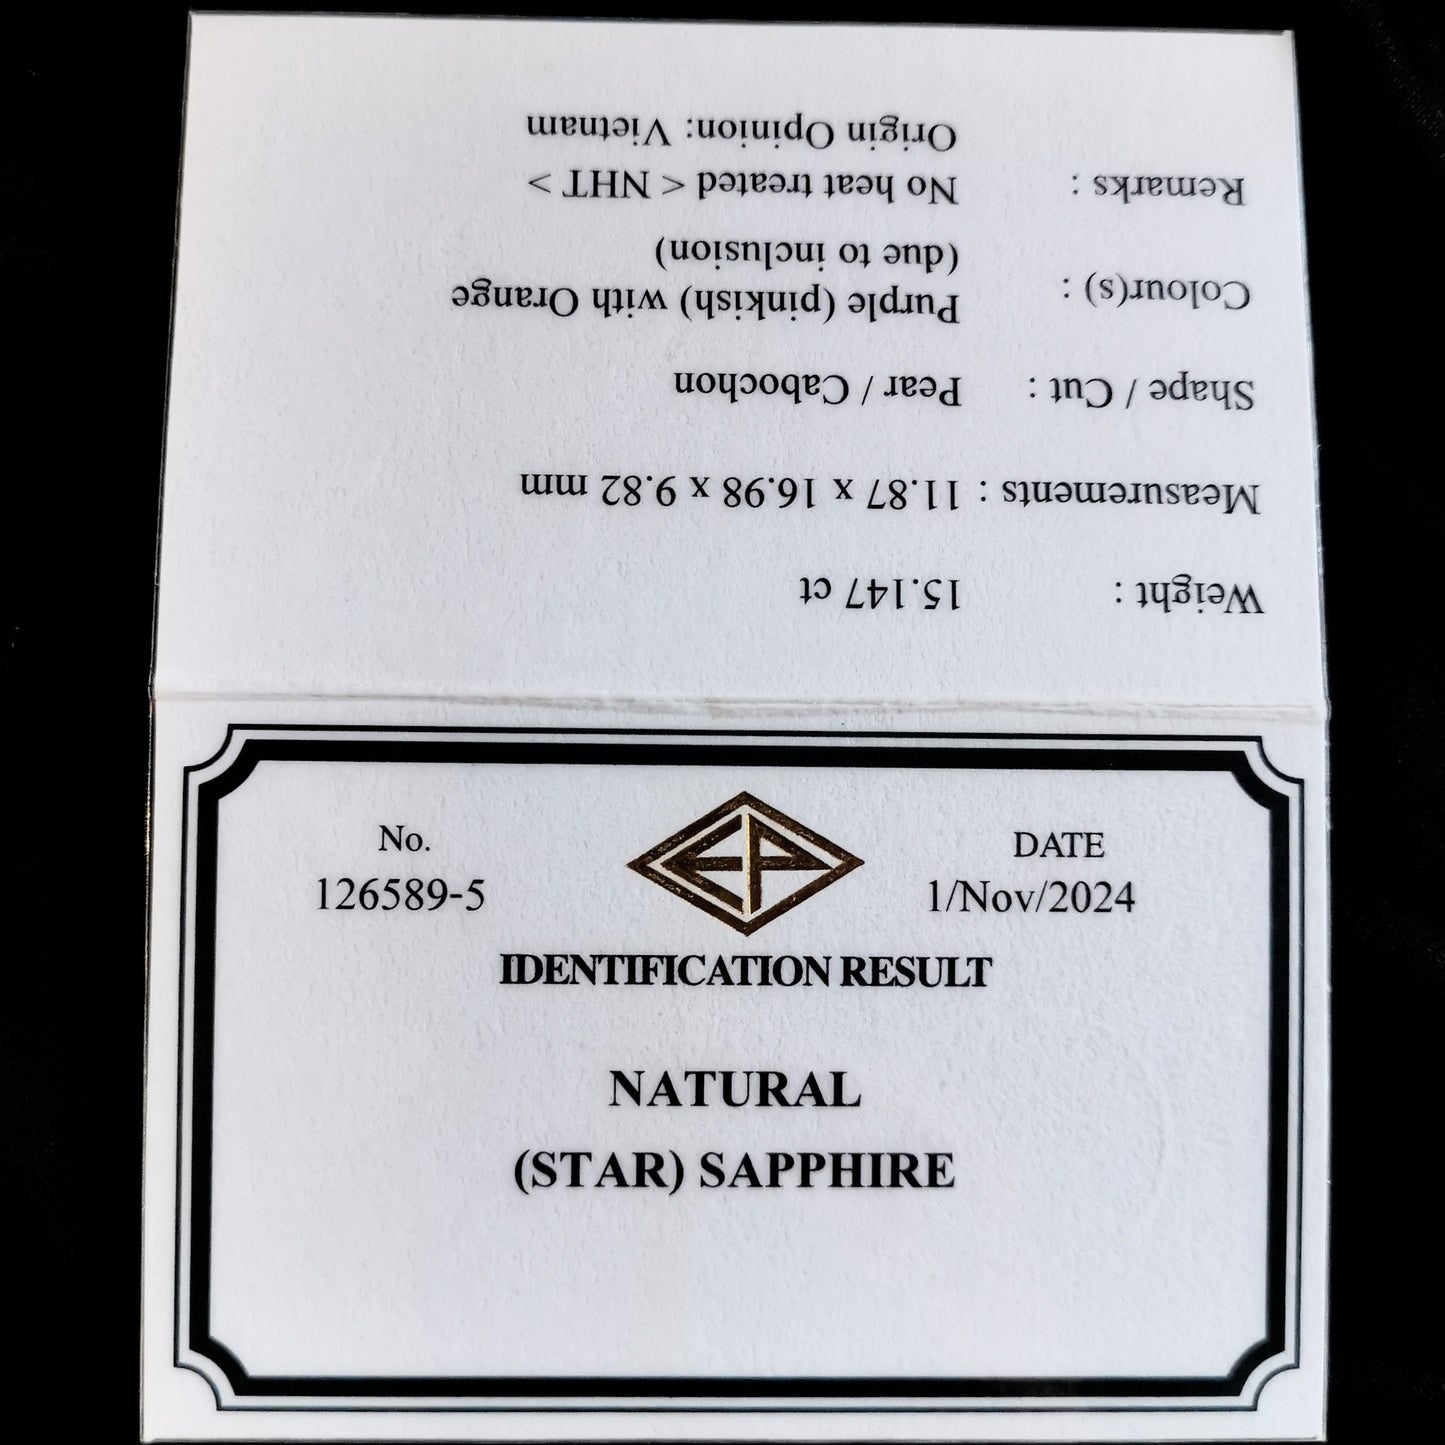 Weight : 15.147 ct
Measurements : 11.87 x 16.98 x 9.82 mm
Shape / Cut : Pear / Cabochon
Colour(s) : Purple (pinkish) with Orange
(due to inclusion)
Remarks : No heat treated < NHT >
Origin Opinion: Vietnam
No.
126589-5
EP
DATE
1/Nov/2024
IDENTIFICATION RESULT
NATURAL
(STAR) SAPPHIRE